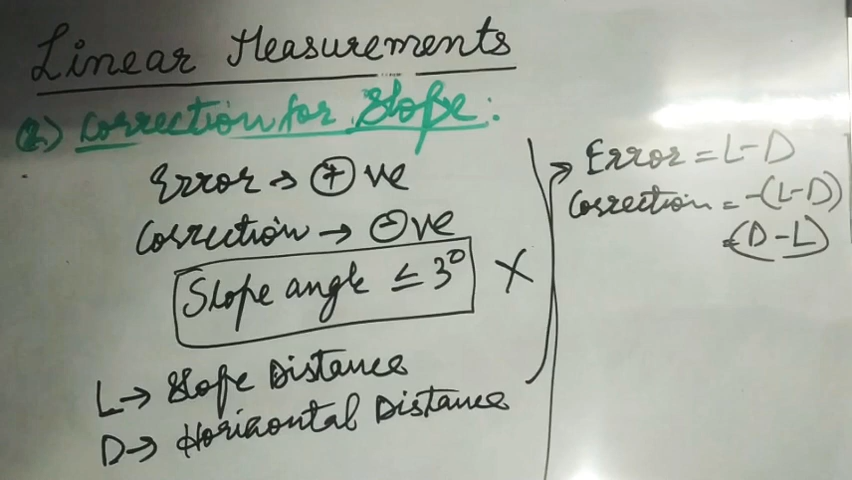 Linear Measurements
2.) Correction for Slope:
Error → ⊕ ve
Correction → ⊖ve
Slope angle ≤ 3° X
L → Slope Distance
D → Horizontal Distance
→ Error = L-D
Correction = -(L-D)
=(D-L)